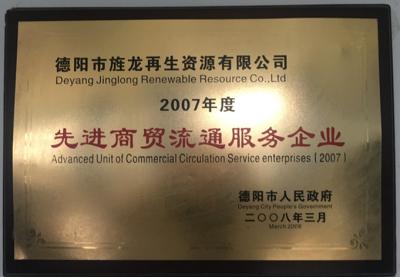 德阳市旌龙再生资源有限公司
Deyang Jinglong Renewable Resource Co.,Ltd
2007年度
先进商贸流通服务企业
Advanced Unit of Commercial Circulation Service enterprises (2007)
德阳市人民政府
Deyang City People's Government
二〇〇八年三月
March 2008